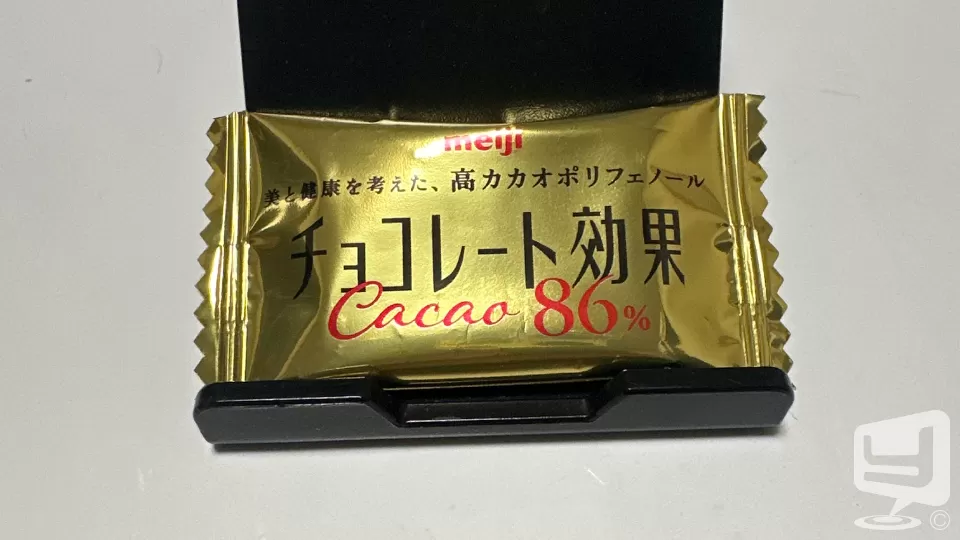 meiji
美と健康を考えた、高カカオポリフェノール
チョコレート効果
Cacao 86%
©